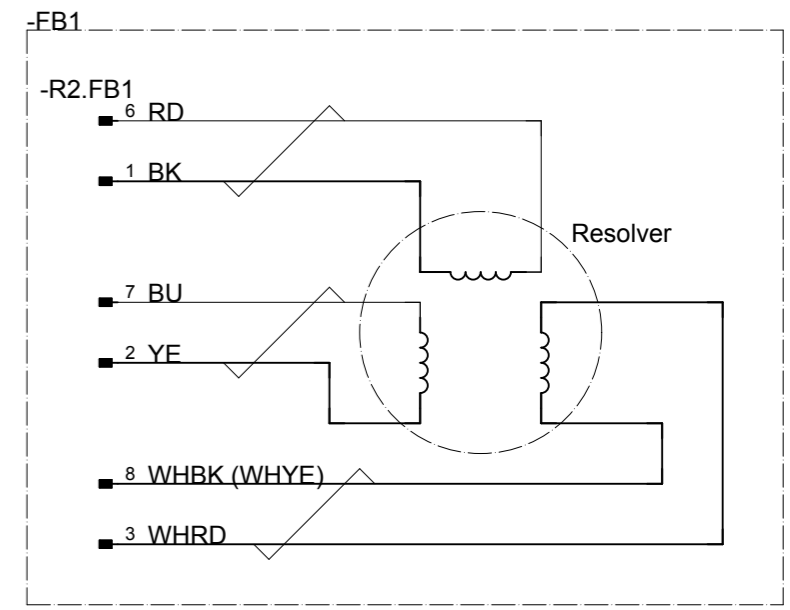 -FB1
-R2.FB1
6 RD
1 BK
Resolver
7 BU
2 YE
8 WHBK (WHYE)
3 WHRD